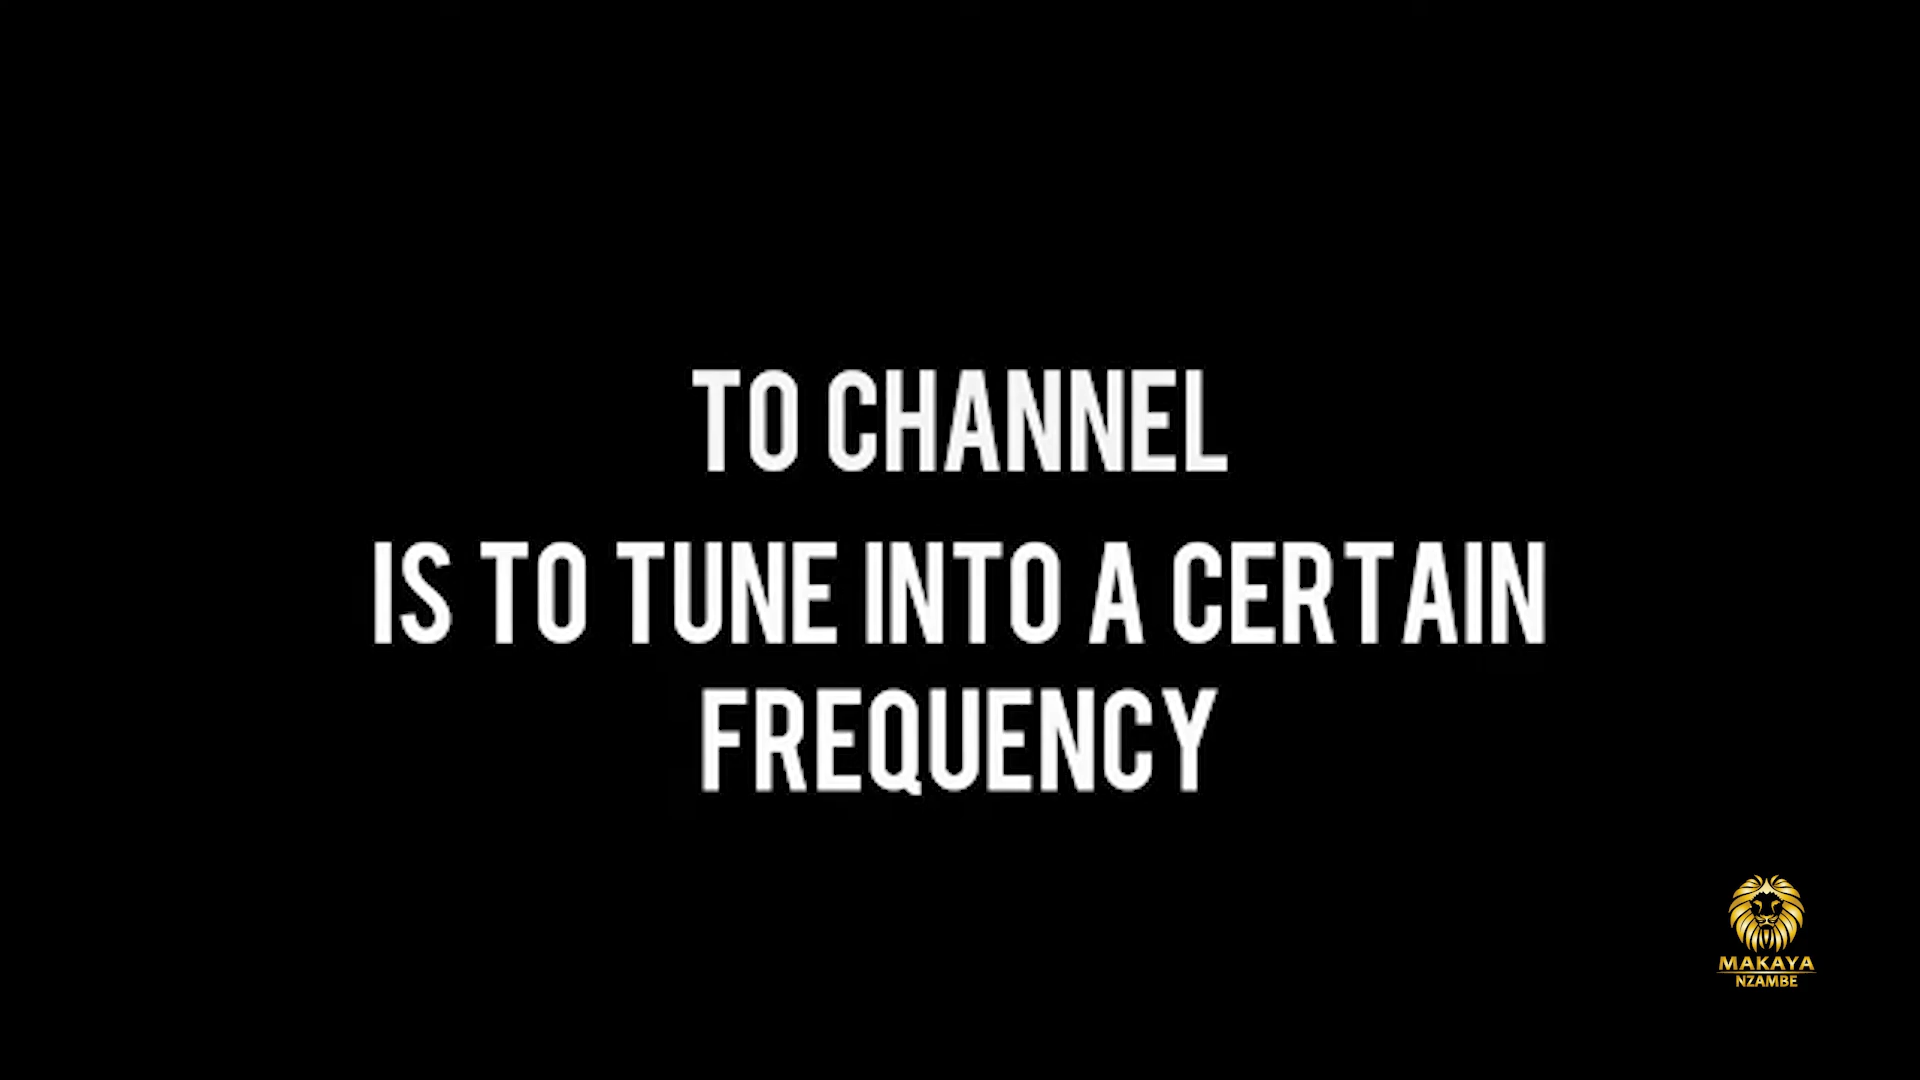 TO CHANNEL
IS TO TUNE INTO A CERTAIN
FREQUENCY
MAKAYA
NZAMBE